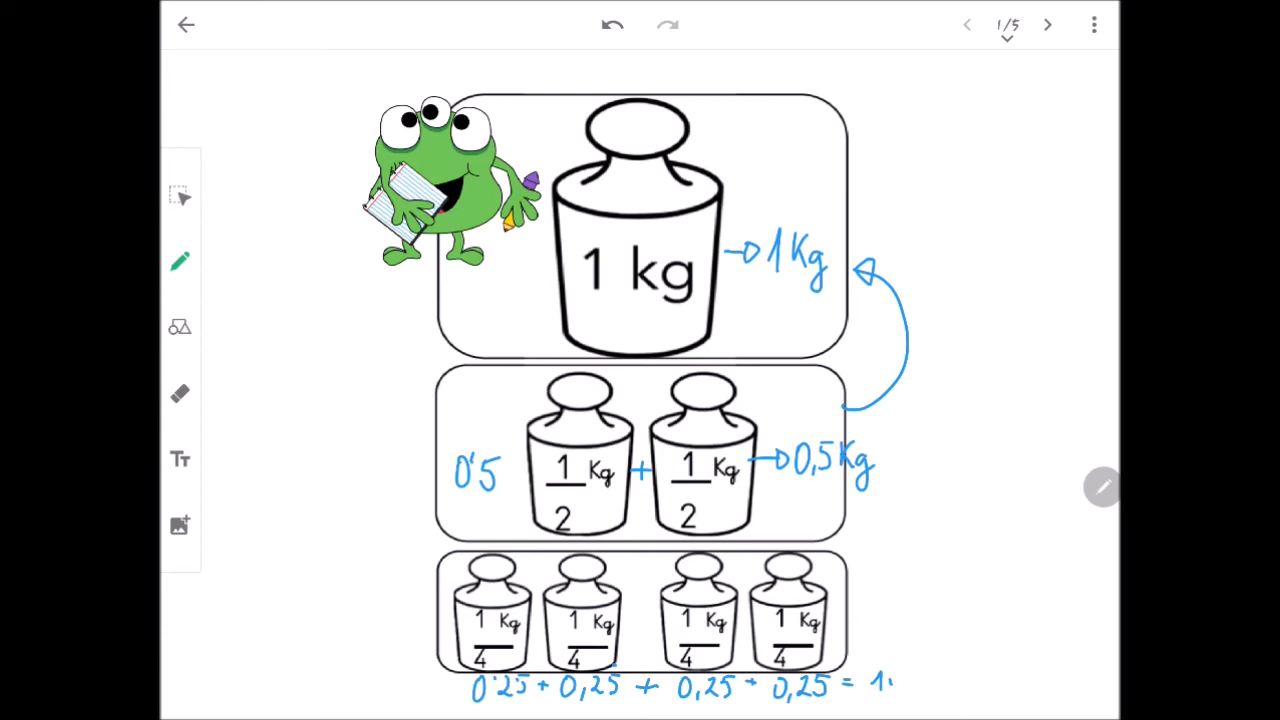 1/5
1 kg → 1 Kg
0'5 1/2 Kg + 1/2 Kg → 0,5 Kg
1/4 Kg 1/4 Kg 1/4 Kg 1/4 Kg
0'25 + 0,25 + 0,25 + 0,25 = 1
Tт